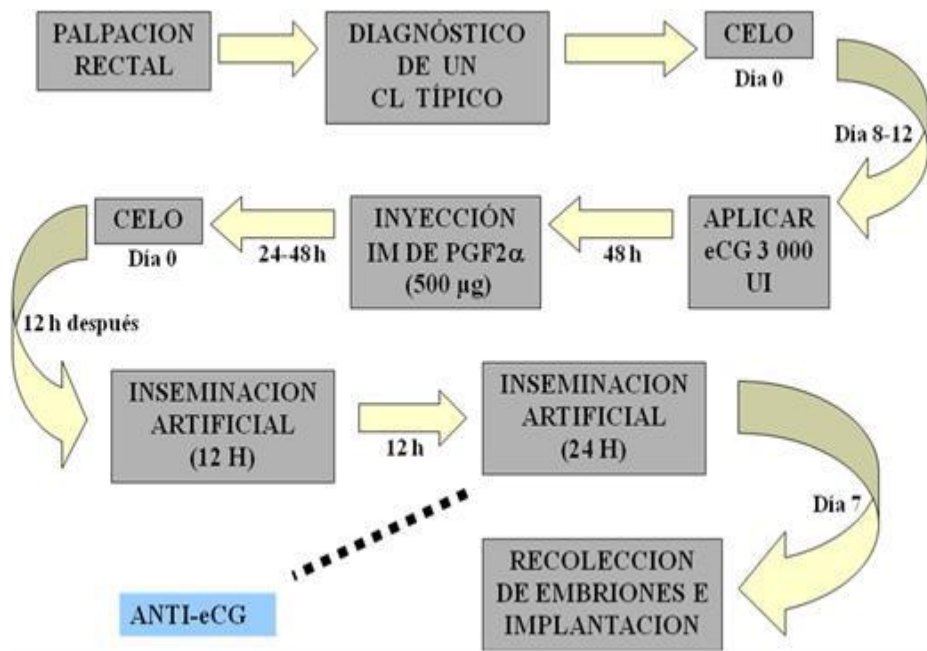 PALPACION
RECTAL
DIAGNÓSTICO
DE UN
CL TÍPICO
CELO
Día 0
Día 8-12
APLICAR
eCG 3 000
UI
48 h
INYECCIÓN
IM DE PGF2α
(500 µg)
24-48 h
CELO
Día 0
12 h después
INSEMINACION
ARTIFICIAL
(12 H)
12 h
INSEMINACION
ARTIFICIAL
(24 H)
Día 7
RECOLECCION
DE EMBRIONES E
IMPLANTACION
ANTI-eCG